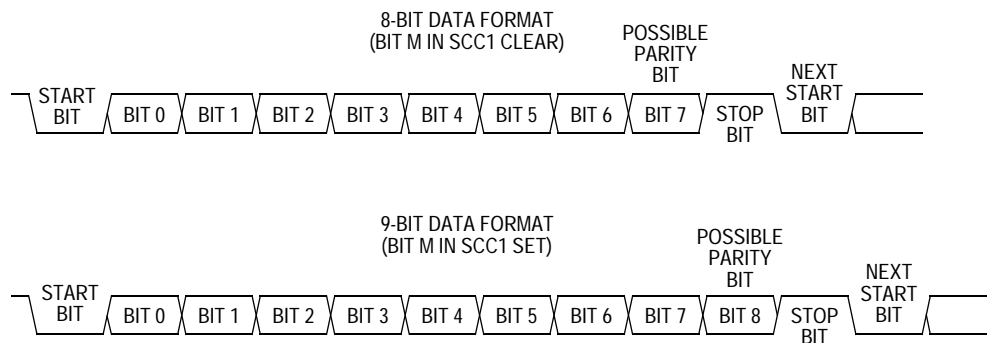 8-BIT DATA FORMAT
(BIT M IN SCC1 CLEAR)
POSSIBLE
PARITY
BIT
NEXT
START
BIT
START
BIT
BIT 0
BIT 1
BIT 2
BIT 3
BIT 4
BIT 5
BIT 6
BIT 7
STOP
BIT
9-BIT DATA FORMAT
(BIT M IN SCC1 SET)
POSSIBLE
PARITY
BIT
NEXT
START
BIT
START
BIT
BIT 0
BIT 1
BIT 2
BIT 3
BIT 4
BIT 5
BIT 6
BIT 7
BIT 8
STOP
BIT